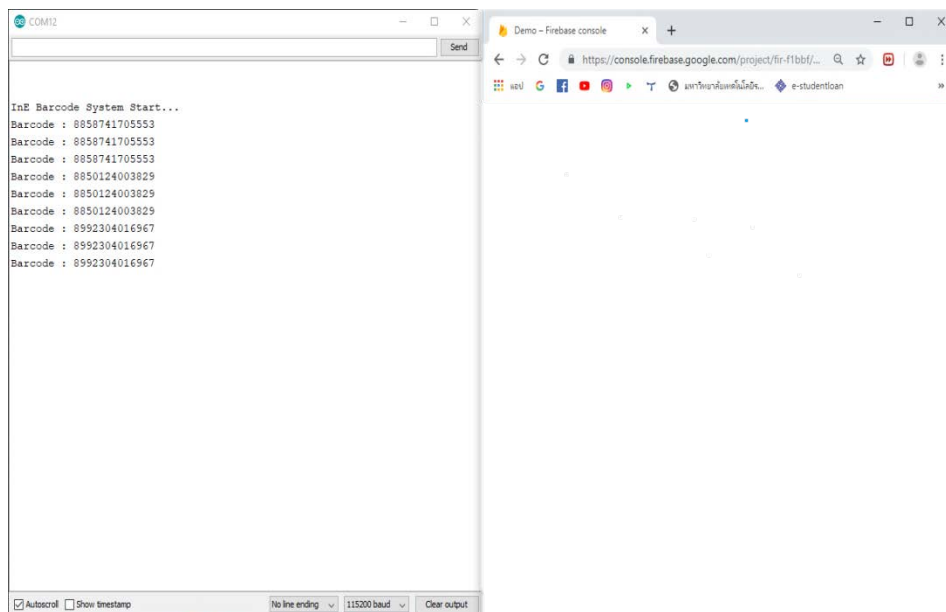 COM12
Send
InE Barcode System Start...
Barcode : 8858741705553
Barcode : 8858741705553
Barcode : 8858741705553
Barcode : 8850124003829
Barcode : 8850124003829
Barcode : 8850124003829
Barcode : 8992304016967
Barcode : 8992304016967
Barcode : 8992304016967
Autoscroll
Show timestamp
No line ending
115200 baud
Clear output
Demo – Firebase console
https://console.firebase.google.com/project/fir-f1bbf/...
แอป
e-studentloan